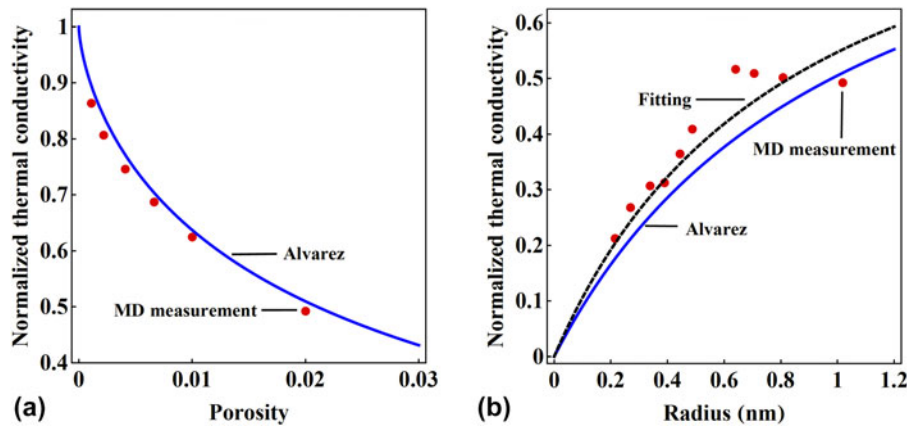 1
0.9
0.8
0.7
0.6
0.5
0.4
Normalized thermal conductivity
Alvarez
MD measurement
0
0.01
0.02
0.03
(a)
Porosity
0.6
0.5
0.4
0.3
0.2
0.1
0
Normalized thermal conductivity
Fitting
MD measurement
Alvarez
0
0.2
0.4
0.6
0.8
1
1.2
(b)
Radius (nm)